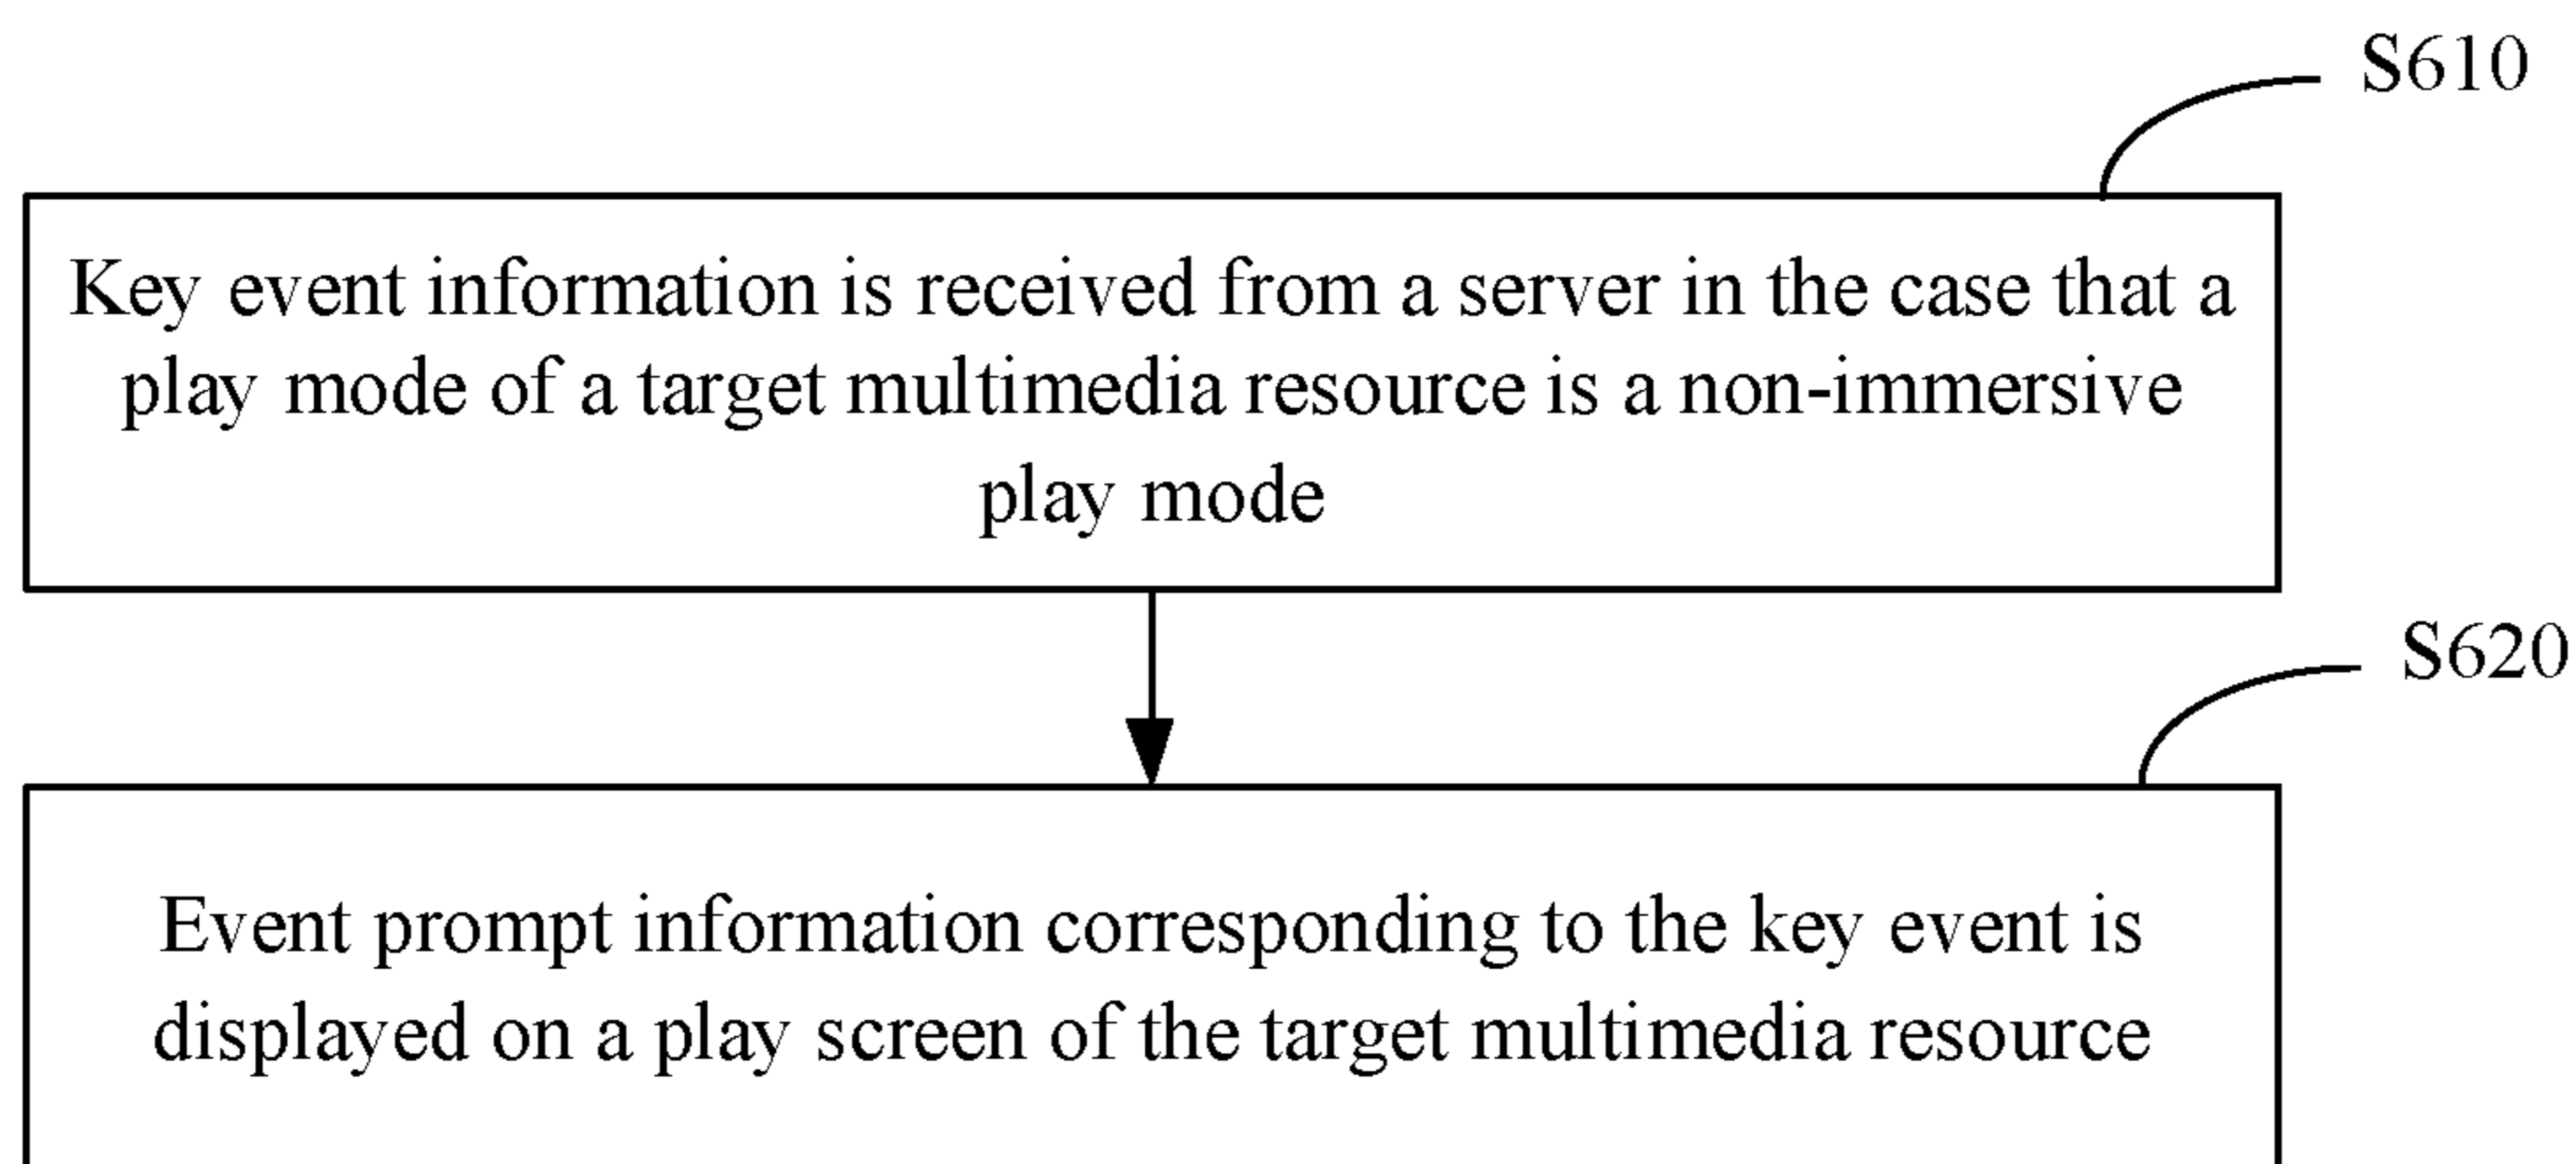 S610
Key event information is received from a server in the case that a
play mode of a target multimedia resource is a non-immersive
play mode
S620
Event prompt information corresponding to the key event is
displayed on a play screen of the target multimedia resource